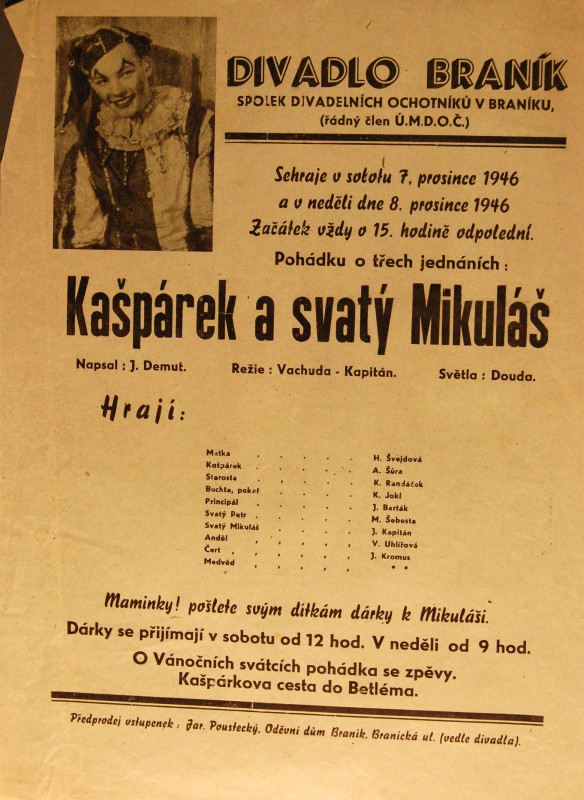 DIVADLO BRANÍK
SPOLEK DIVADELNÍCH OCHOTNÍKŮ V BRANÍKU,
(řádný člen Ú.M.D.O.Č.)
Sehraje v sobotu 7. prosince 1946
a v neděli dne 8. prosince 1946
Začátek vždy o 15. hodině odpolední.
Pohádku o třech jednáních :
Kašpárek a svatý Mikuláš
Napsal : J. Demut. Režie : Vachuda - Kapitán. Světla : Douda.
Hrají:
Matka . . . . . H. Švejdová
Kašpárek . . . . . A. Šůra
Starosta . . . . . K. Randáček
Buchta, pekař . . . . . K. Jokl
Principál . . . . . J. Barták
Svatý Petr . . . . . M. Šebesta
Svatý Mikuláš . . . . . J. Kapitán
Anděl . . . . . V. Uhlířová
Čert . . . . . J. Kromus
Medvěd . . . . . * *
Maminky! pošlete svým dítkám dárky k Mikuláši.
Dárky se přijímají v sobotu od 12 hod. V neděli od 9 hod.
O Vánočních svátcích pohádka se zpěvy.
Kašpárkova cesta do Betléma.
Předprodej vstupenek : Jar. Poustecký, Oděvní dům Braník, Branická ul. (vedle divadla).